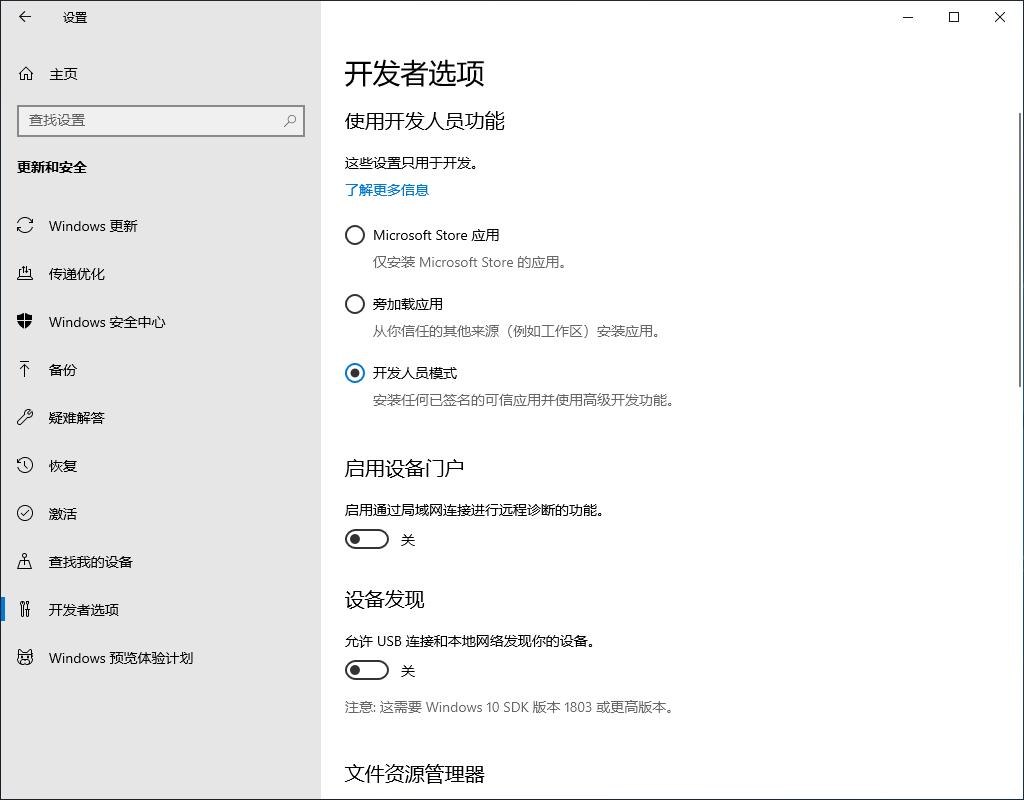 设置
主页
查找设置
更新和安全
Windows 更新
传递优化
Windows 安全中心
备份
疑难解答
恢复
激活
查找我的设备
开发者选项
Windows 预览体验计划
开发者选项
使用开发人员功能
这些设置只用于开发。
了解更多信息
Microsoft Store 应用
仅安装 Microsoft Store 的应用。
旁加载应用
从你信任的其他来源（例如工作区）安装应用。
开发人员模式
安装任何已签名的可信应用并使用高级开发功能。
启用设备门户
启用通过局域网连接进行远程诊断的功能。
关
设备发现
允许 USB 连接和本地网络发现你的设备。
关
注意: 这需要 Windows 10 SDK 版本 1803 或更高版本。
文件资源管理器